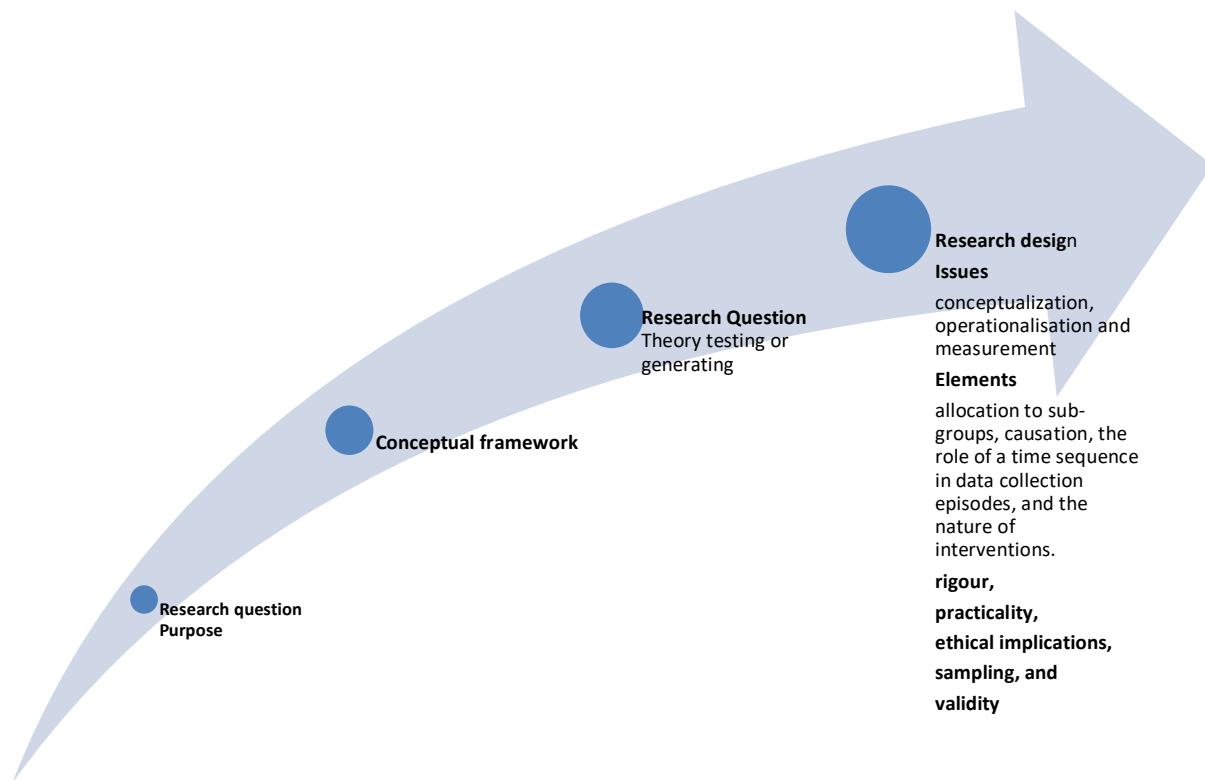 Research design
Issues
conceptualization,
operationalisation and
measurement
Elements
allocation to sub-
groups, causation, the
role of a time sequence
in data collection
episodes, and the
nature of
interventions.
rigour,
practicality,
ethical implications,
sampling, and
validity
Research Question
Theory testing or
generating
Conceptual framework
Research question
Purpose